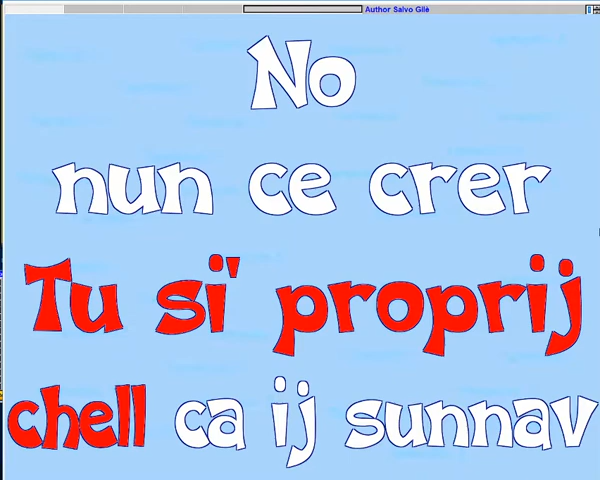 Author Salvo Gilè
No
nun ce crer
Tu si' proprij
chell ca ij sunnav